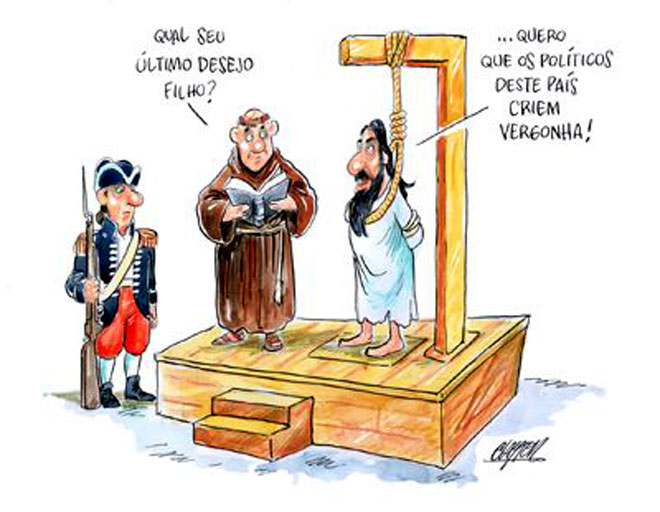 QUAL SEU
ÚLTIMO DESEJO
FILHO?
...QUERO
QUE OS POLÍTICOS
DESTE PAÍS
CRIEM
VERGONHA!